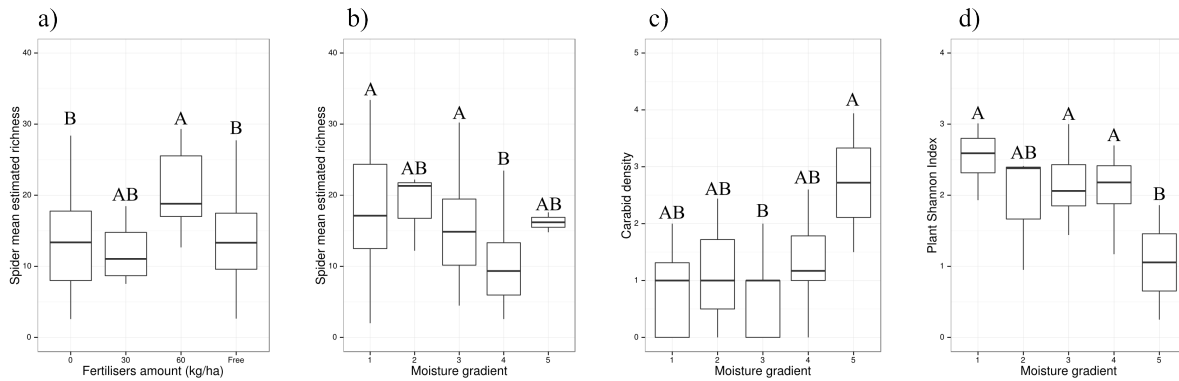 a)
Spider mean estimated richness
40
30
20
10
0
B
AB
A
B
0 30 60 Free
Fertilisers amount (kg/ha)
b)
Spider mean estimated richness
40
30
20
10
0
A
AB
A
B
AB
1 2 3 4 5
Moisture gradient
c)
Carabid density
5
4
3
2
1
0
AB
AB
B
AB
A
1 2 3 4 5
Moisture gradient
d)
Plant Shannon Index
4
3
2
1
0
A
AB
A
A
B
1 2 3 4 5
Moisture gradient